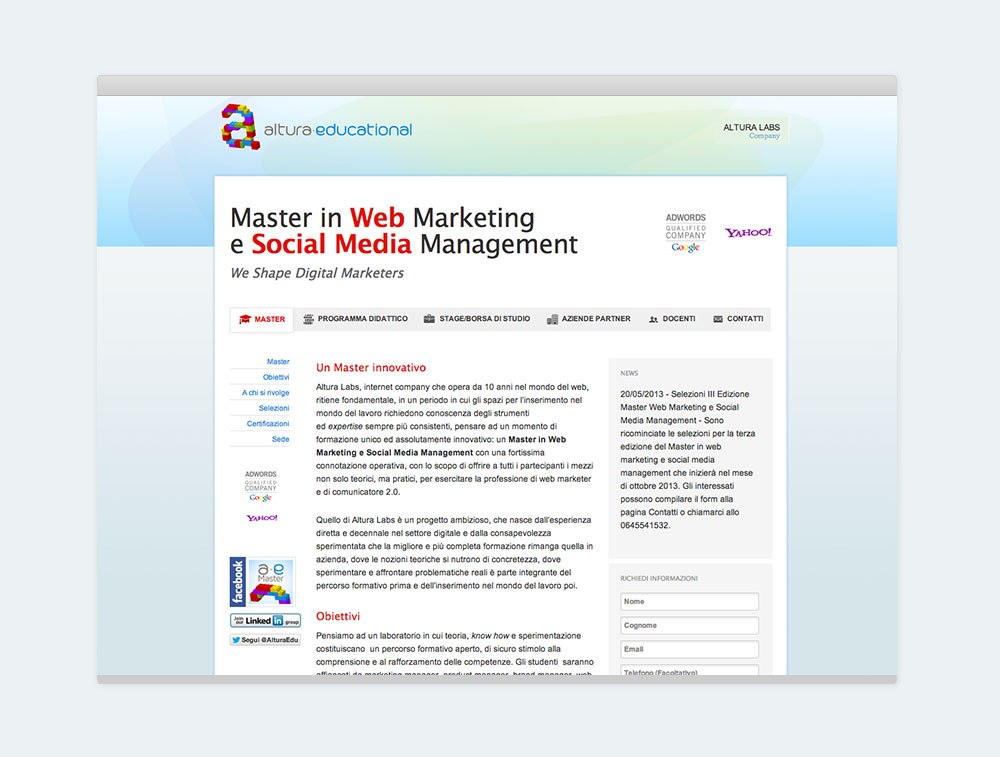 altura educational
ALTURA LABS
Company
Master in Web Marketing
e Social Media Management
We Shape Digital Marketers
ADWORDS
QUALIFIED
COMPANY
Google
YAHOO!
MASTER
PROGRAMMA DIDATTICO
STAGE/BORSA DI STUDIO
AZIENDE PARTNER
DOCENTI
CONTATTI
Master
Obiettivi
A chi si rivolge
Selezioni
Certificazioni
Sede
ADWORDS
QUALIFIED
COMPANY
Google
YAHOO!
facebook
a·e
Master
Join our LinkedIn group
Segui @AlturaEdu
Un Master innovativo
Altura Labs, internet company che opera da 10 anni nel mondo del web,
ritiene fondamentale, in un periodo in cui gli spazi per l'inserimento nel
mondo del lavoro richiedono conoscenza degli strumenti
ed expertise sempre più consistenti, pensare ad un momento di
formazione unico ed assolutamente innovativo: un Master in Web
Marketing e Social Media Management con una fortissima
connotazione operativa, con lo scopo di offrire a tutti i partecipanti i mezzi
non solo teorici, ma pratici, per esercitare la professione di web marketer
e di comunicatore 2.0.
Quello di Altura Labs è un progetto ambizioso, che nasce dall'esperienza
diretta e decennale nel settore digitale e dalla consapevolezza
sperimentata che la migliore e più completa formazione rimanga quella in
azienda, dove le nozioni teoriche si nutrono di concretezza, dove
sperimentare e affrontare problematiche reali è parte integrante del
percorso formativo prima e dell'inserimento nel mondo del lavoro poi.
Obiettivi
Pensiamo ad un laboratorio in cui teoria, know how e sperimentazione
costituiscano un percorso formativo aperto, di sicuro stimolo alla
comprensione e al rafforzamento delle competenze. Gli studenti saranno
affiancati da marketing manager, product manager, brand manager, web
NEWS
20/05/2013 - Selezioni III Edizione
Master Web Marketing e Social
Media Management - Sono
ricominciate le selezioni per la terza
edizione del Master in web
marketing e social media
management che inizierà nel mese
di ottobre 2013. Gli interessati
possono compilare il form alla
pagina Contatti o chiamarci allo
0645541532.
RICHIEDI INFORMAZIONI
Nome
Cognome
Email
Telefono (Facoltativo)